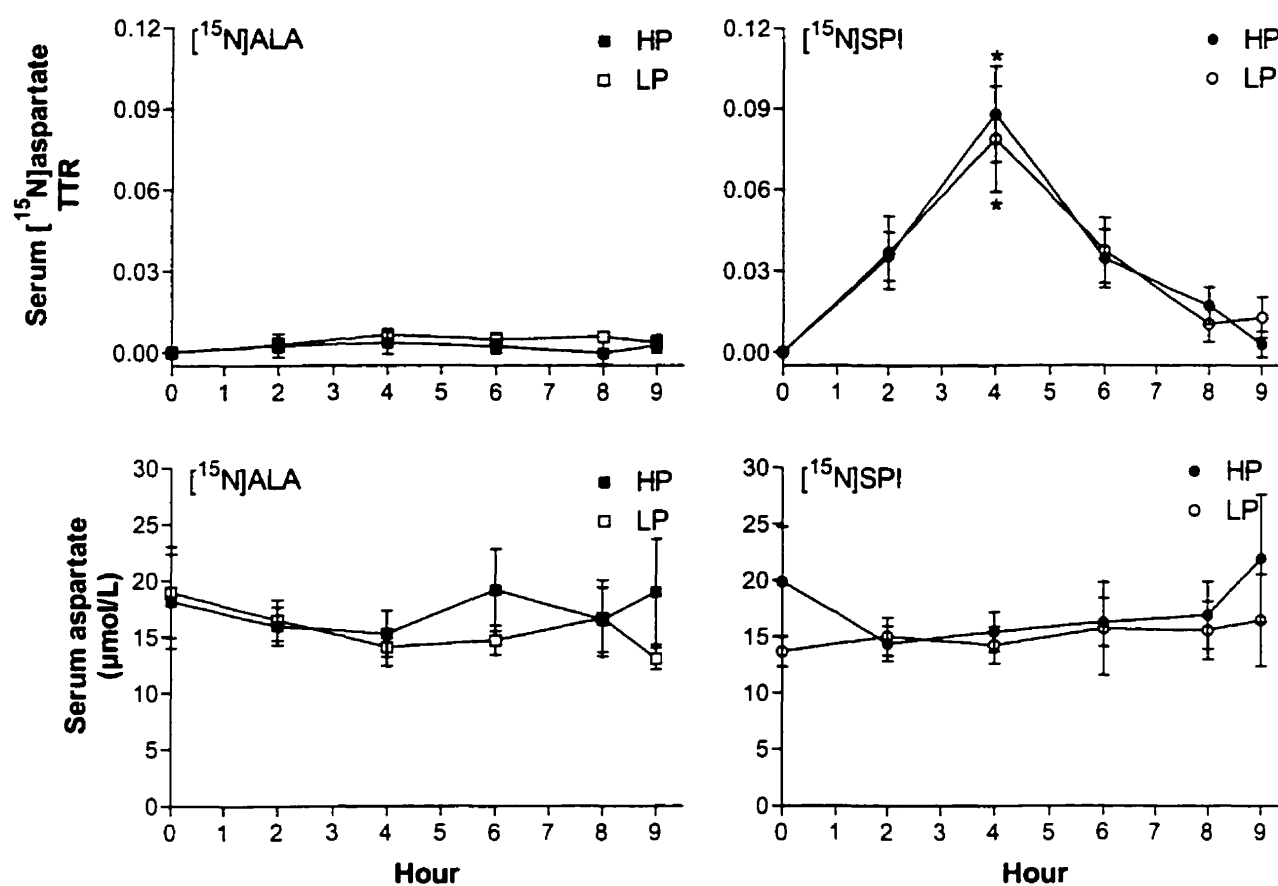 Serum [¹⁵N]aspartate
TTR
[¹⁵N]ALA
HP
LP
0.12
0.09
0.06
0.03
0.00
0 1 2 3 4 5 6 7 8 9
[¹⁵N]SPI
HP
LP
0.12
0.09
0.06
0.03
0.00
*
*
0 1 2 3 4 5 6 7 8 9
Serum aspartate
(µmol/L)
[¹⁵N]ALA
HP
LP
30
25
20
15
10
5
0
0 1 2 3 4 5 6 7 8 9
Hour
[¹⁵N]SPI
HP
LP
30
25
20
15
10
5
0
0 1 2 3 4 5 6 7 8 9
Hour